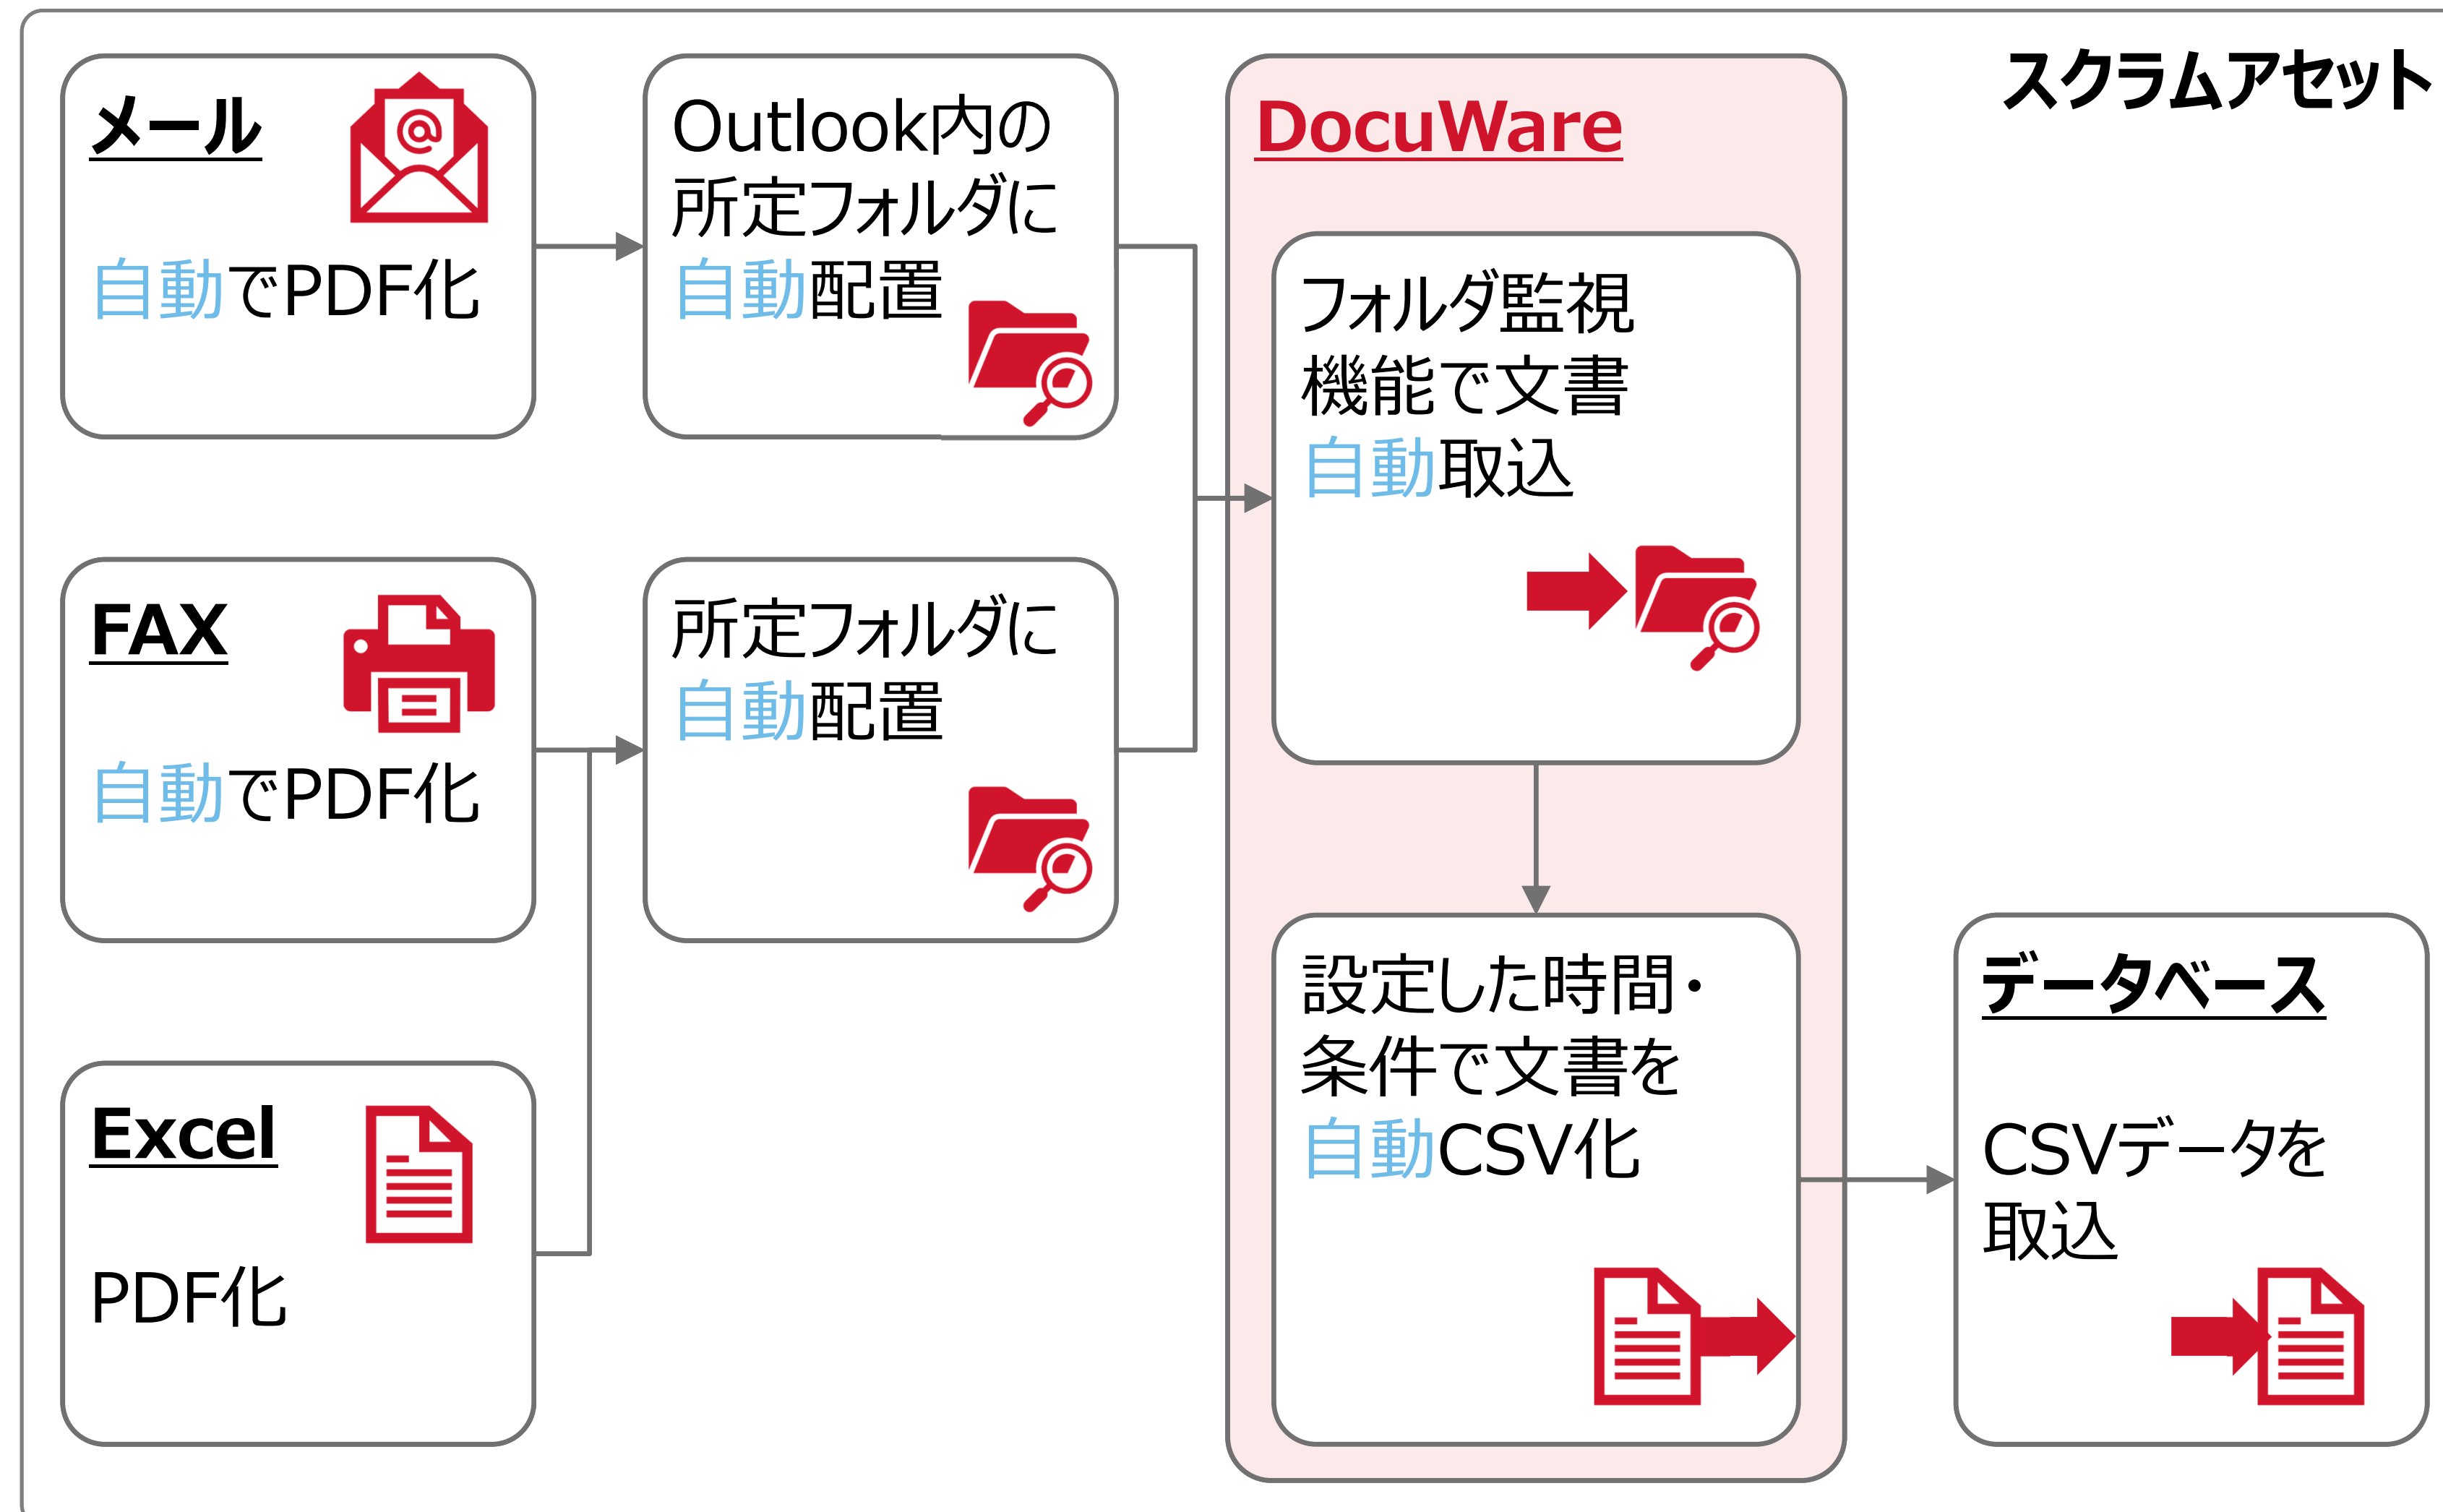 スクラムアセット
メール
自動でPDF化
Outlook内の
所定フォルダに
自動配置
FAX
自動でPDF化
所定フォルダに
自動配置
Excel
PDF化
DocuWare
フォルダ監視
機能で文書
自動取込
設定した時間・
条件で文書を
自動CSV化
データベース
CSVデータを
取込